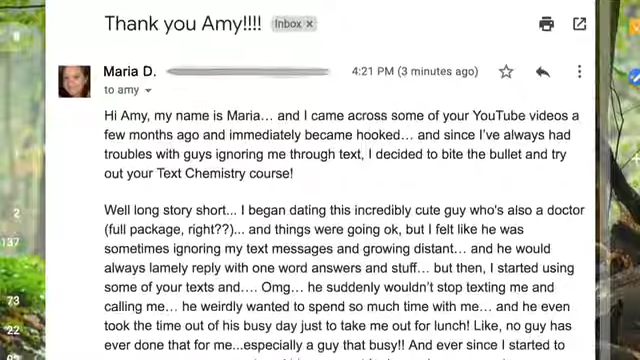 Thank you Amy!!!! Inbox ×
Maria D. 4:21 PM (3 minutes ago)
to amy
Hi Amy, my name is Maria… and I came across some of your YouTube videos a
few months ago and immediately became hooked… and since I've always had
troubles with guys ignoring me through text, I decided to bite the bullet and try
out your Text Chemistry course!
Well long story short... I began dating this incredibly cute guy who's also a doctor
(full package, right??)... and things were going ok, but I felt like he was
sometimes ignoring my text messages and growing distant… and he would
always lamely reply with one word answers and stuff… but then, I started using
some of your texts and…. Omg… he suddenly wouldn't stop texting me and
calling me… he weirdly wanted to spend so much time with me… and he even
took the time out of his busy day just to take me out for lunch! Like, no guy has
ever done that for me...especially a guy that busy!! And ever since I started to
2
137
73
22